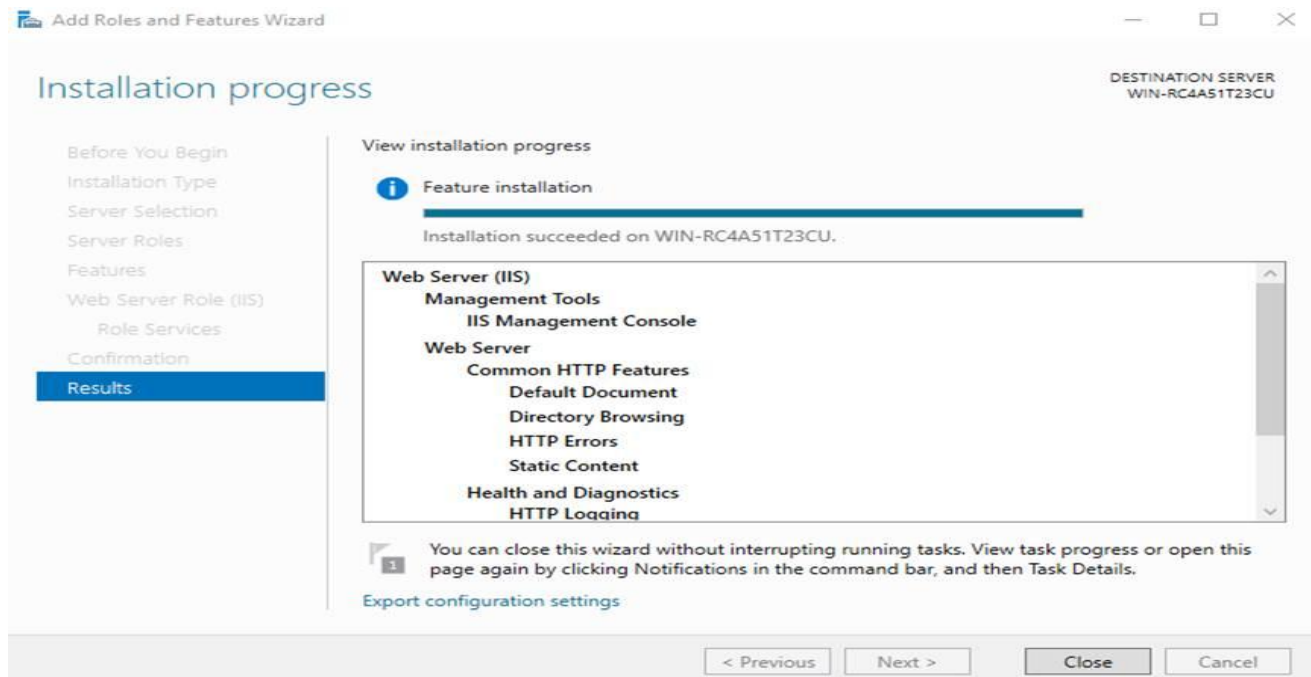 Add Roles and Features Wizard
Installation progress
DESTINATION SERVER
WIN-RC4A51T23CU
Before You Begin
Installation Type
Server Selection
Server Roles
Features
Web Server Role (IIS)
Role Services
Confirmation
Results
View installation progress
Feature installation
Installation succeeded on WIN-RC4A51T23CU.
Web Server (IIS)
Management Tools
IIS Management Console
Web Server
Common HTTP Features
Default Document
Directory Browsing
HTTP Errors
Static Content
Health and Diagnostics
HTTP Logging
1
You can close this wizard without interrupting running tasks. View task progress or open this
page again by clicking Notifications in the command bar, and then Task Details.
Export configuration settings
< Previous
Next >
Close
Cancel